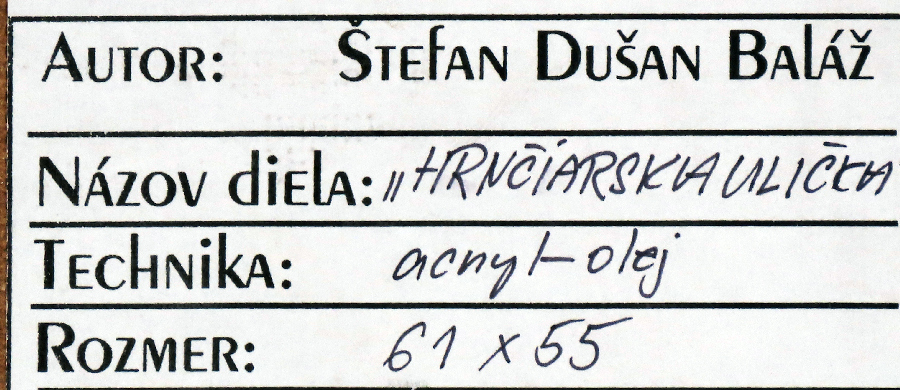 Autor: Štefan Dušan Baláž
Názov diela: „HRNČIARSKA ULIČKA"
Technika: acryl-olej
Rozmer: 61 x 55